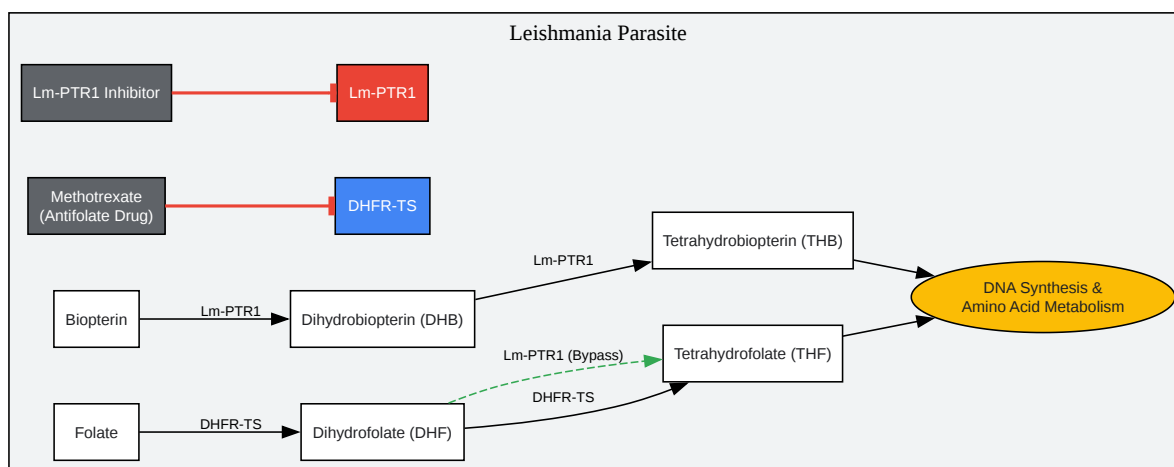 Leishmania Parasite
Lm-PTR1 Inhibitor
Lm-PTR1
Methotrexate
(Antifolate Drug)
DHFR-TS
Tetrahydrobiopterin (THB)
Lm-PTR1
DNA Synthesis &
Amino Acid Metabolism
Biopterin
Lm-PTR1
Dihydrobiopterin (DHB)
Lm-PTR1 (Bypass)
Tetrahydrofolate (THF)
DHFR-TS
Folate
DHFR-TS
Dihydrofolate (DHF)